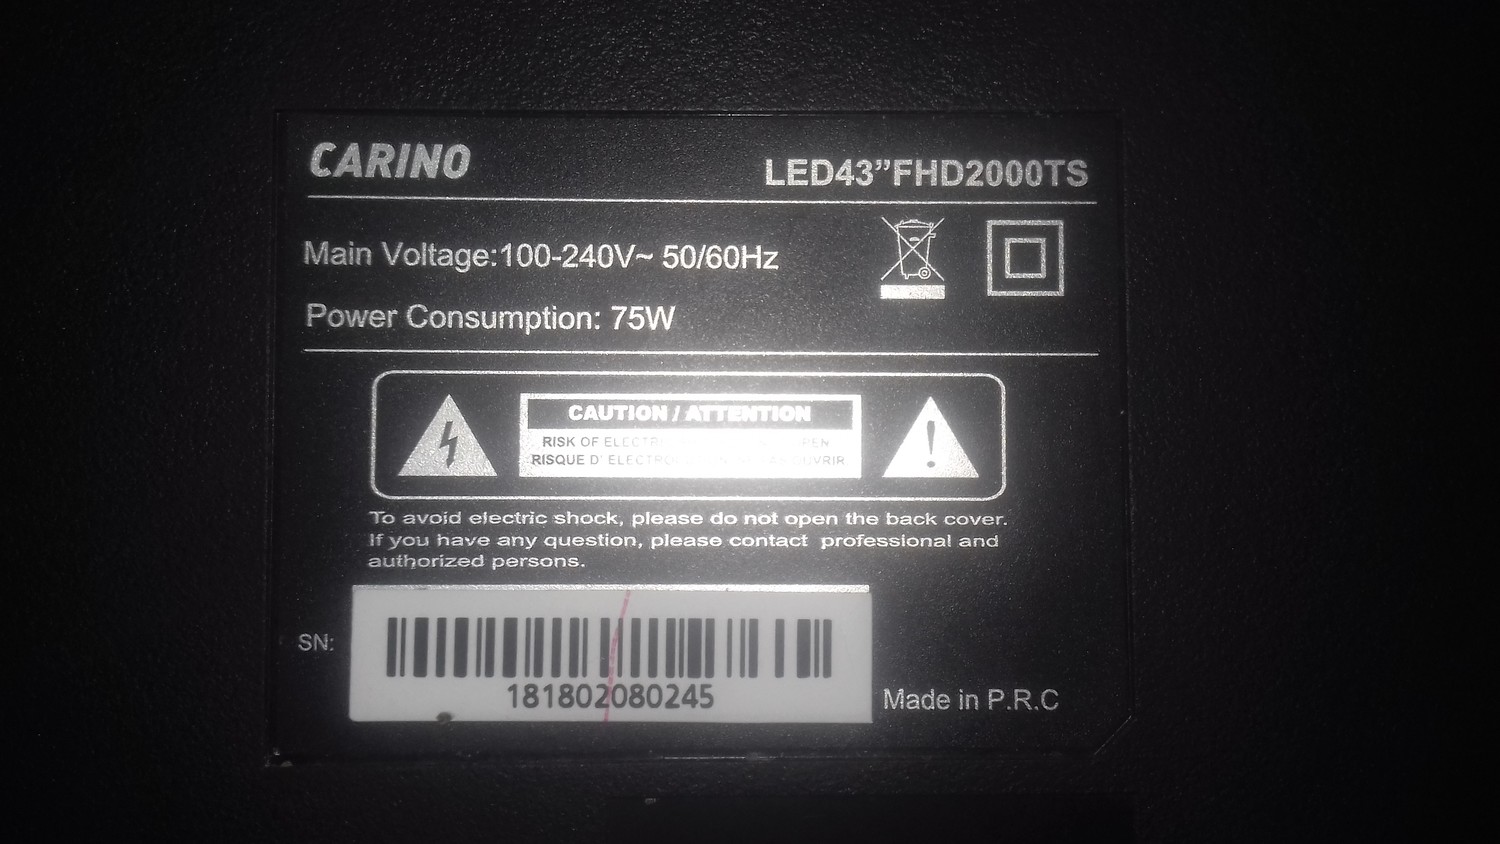 CARINO
LED43”FHD2000TS
Main Voltage:100-240V~ 50/60Hz
Power Consumption: 75W
CAUTION / ATTENTION
RISK OF
RISQUE D'
To avoid electric shock, please do not open the back cover.
If you have any question, please contact professional and
authorized persons.
SN:
181802080245
Made in P.R.C